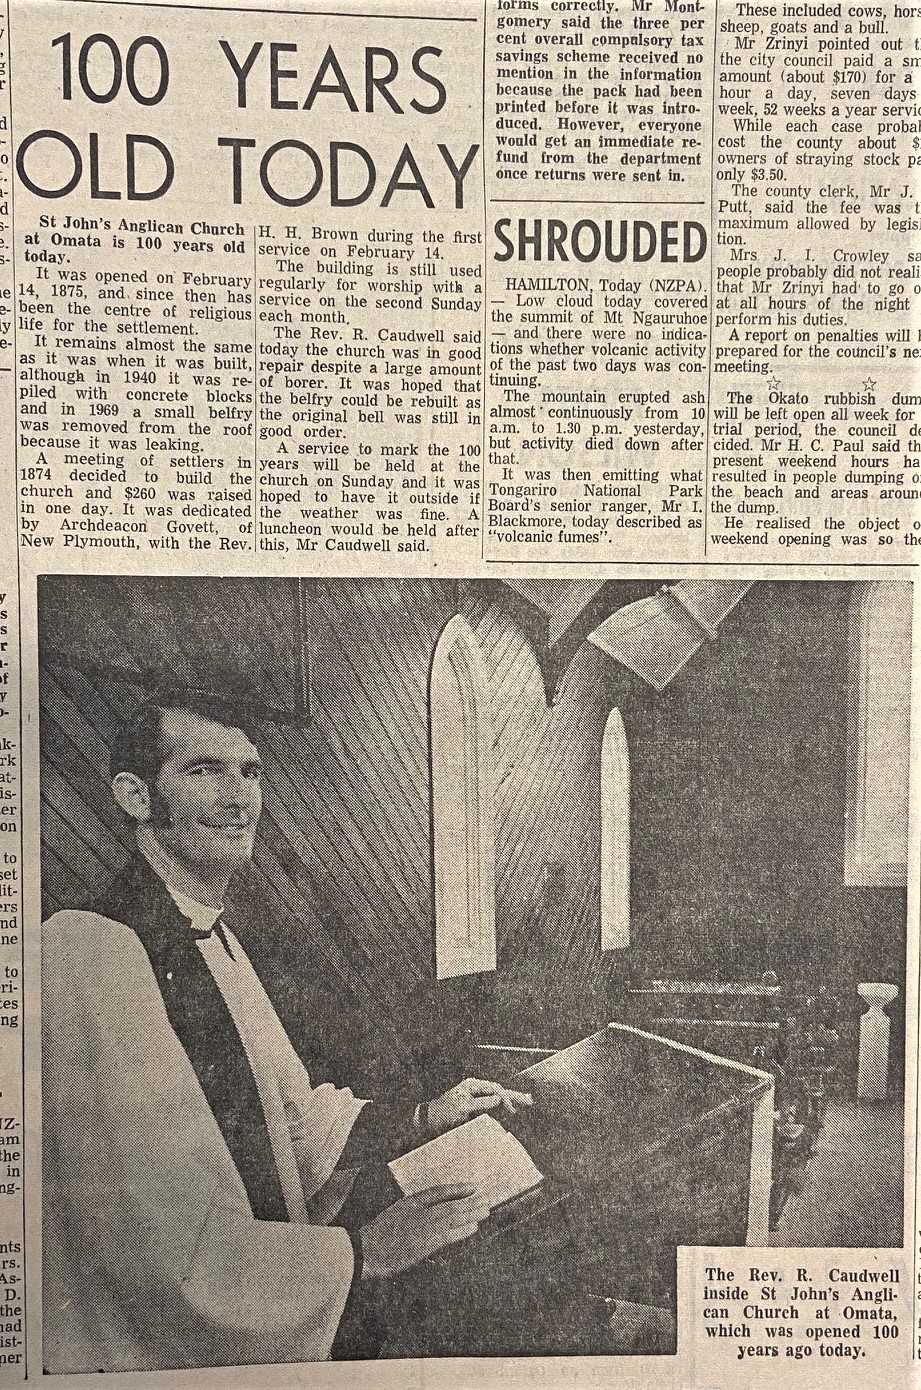 100 YEARS
OLD TODAY
St John's Anglican Church
at Omata is 100 years old
today.
It was opened on February
14, 1875, and since then has
been the centre of religious
life for the settlement.
It remains almost the same
as it was when it was built,
although in 1940 it was re-
piled with concrete blocks
and in 1969 a small belfry
was removed from the roof
because it was leaking.
A meeting of settlers in
1874 decided to build the
church and $260 was raised
in one day. It was dedicated
by Archdeacon Govett, of
New Plymouth, with the Rev.
H. H. Brown during the first
service on February 14.
The building is still used
regularly for worship with a
service on the second Sunday
each month.
The Rev. R. Caudwell said
today the church was in good
repair despite a large amount
of borer. It was hoped that
the belfry could be rebuilt as
the original bell was still in
good order.
A service to mark the 100
years will be held at the
church on Sunday and it was
hoped to have it outside if
the weather was fine. A
luncheon would be held after
this, Mr Caudwell said.
forms correctly. Mr Mont-
gomery said the three per
cent overall compulsory tax
savings scheme received no
mention in the information
because the pack had been
printed before it was intro-
duced. However, everyone
would get an immediate re-
fund from the department
once returns were sent in.
SHROUDED
HAMILTON, Today (NZPA).
— Low cloud today covered
the summit of Mt Ngauruhoe
— and there were no indica-
tions whether volcanic activity
of the past two days was con-
tinuing.
The mountain erupted ash
almost continuously from 10
a.m. to 1.30 p.m. yesterday,
but activity died down after
that.
It was then emitting what
Tongariro National Park
Board's senior ranger, Mr I.
Blackmore, today described as
"volcanic fumes".
These included cows,
sheep, goats and a bull.
Mr Zrinyi pointed out
the city council paid a
amount (about $170) for a
hour a day, seven days
week, 52 weeks a year
While each case
cost the county about
owners of straying stock
only $3.50.
The county clerk, Mr J.
Putt, said the fee was
maximum allowed by legis
tion.
Mrs J. I. Crowley
people probably did not
that Mr Zrinyi had to go
at all hours of the night
perform his duties.
A report on penalties will
prepared for the council's
meeting.
☆ ☆
The Okato rubbish
will be left open all week for
trial period, the council
cided. Mr H. C. Paul said
present weekend hours
resulted in people dumping
the beach and areas
the dump.
He realised the object
weekend opening was so
The Rev. R. Caudwell
inside St John's Angli-
can Church at Omata,
which was opened 100
years ago today.